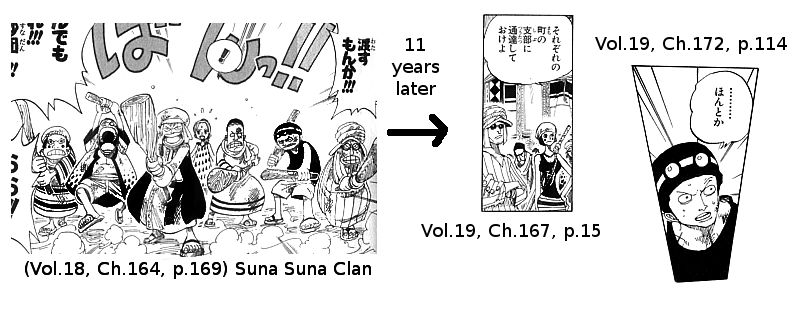 渡す
もんか!!!
でも
!!!
11
years
later
それぞれの
町の
支部に
通達して
おけよ
Vol.19, Ch.172, p.114
………
ほんとか
Vol.19, Ch.167, p.15
(Vol.18, Ch.164, p.169) Suna Suna Clan